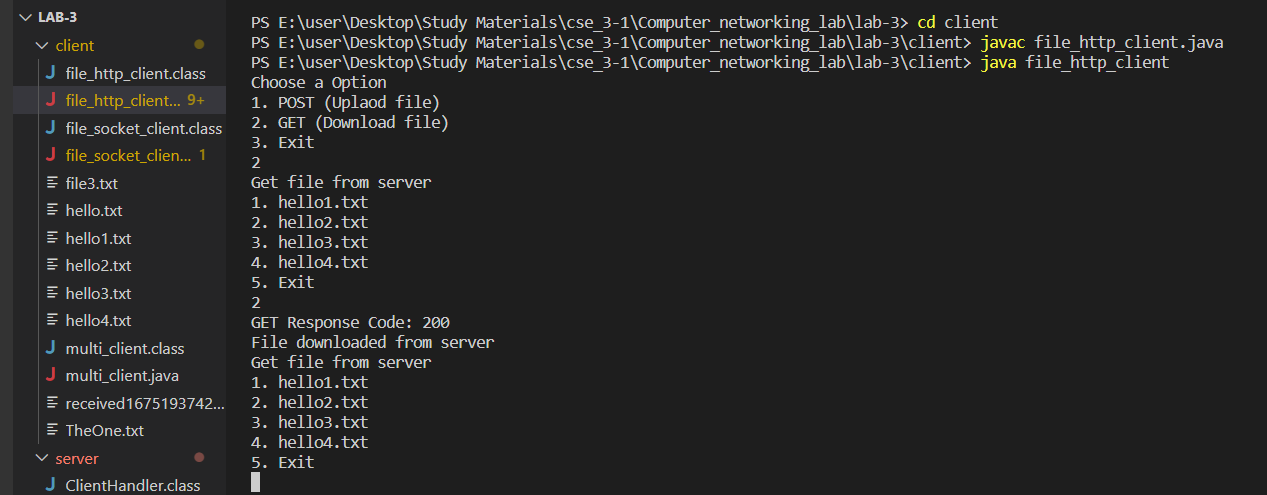 LAB-3
client
file_http_client.class
file_http_client... 9+
file_socket_client.class
file_socket_clien... 1
file3.txt
hello.txt
hello1.txt
hello2.txt
hello3.txt
hello4.txt
multi_client.class
multi_client.java
received1675193742...
TheOne.txt
server
ClientHandler.class
PS E:\user\Desktop\Study Materials\cse_3-1\Computer_networking_lab\lab-3> cd client
PS E:\user\Desktop\Study Materials\cse_3-1\Computer_networking_lab\lab-3\client> javac file_http_client.java
PS E:\user\Desktop\Study Materials\cse_3-1\Computer_networking_lab\lab-3\client> java file_http_client
Choose a Option
1. POST (Uplaod file)
2. GET (Download file)
3. Exit
2
Get file from server
1. hello1.txt
2. hello2.txt
3. hello3.txt
4. hello4.txt
5. Exit
2
GET Response Code: 200
File downloaded from server
Get file from server
1. hello1.txt
2. hello2.txt
3. hello3.txt
4. hello4.txt
5. Exit